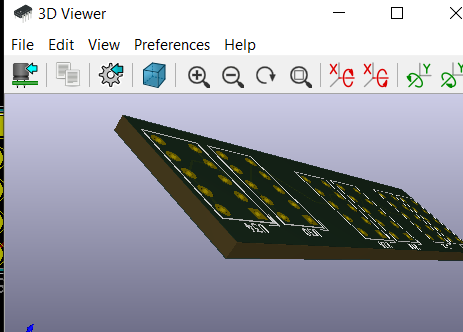 3D Viewer
File Edit View Preferences Help
X X Y Y